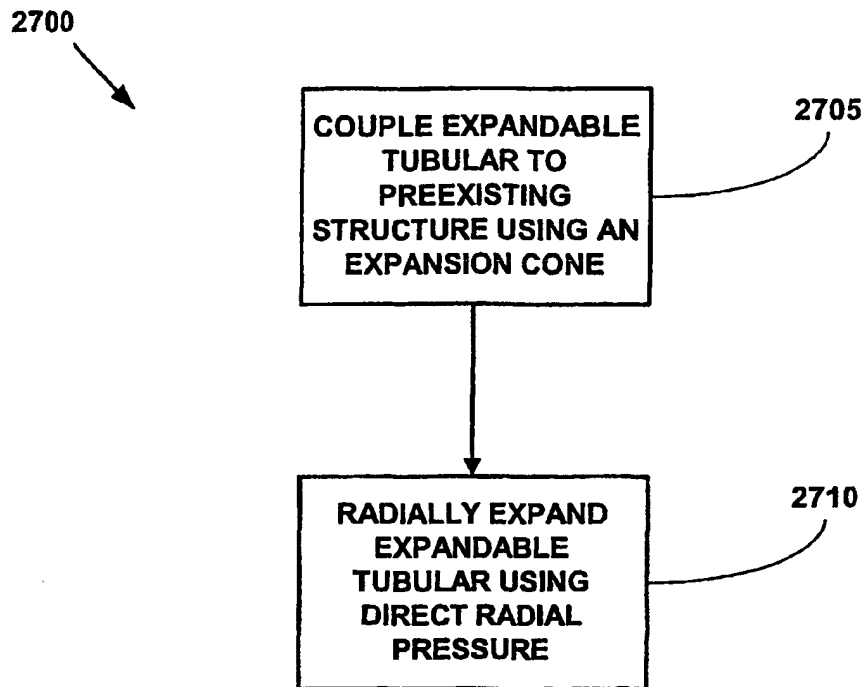 2700
COUPLE EXPANDABLE
TUBULAR TO
PREEXISTING
STRUCTURE USING AN
EXPANSION CONE
2705
RADIALLY EXPAND
EXPANDABLE
TUBULAR USING
DIRECT RADIAL
PRESSURE
2710